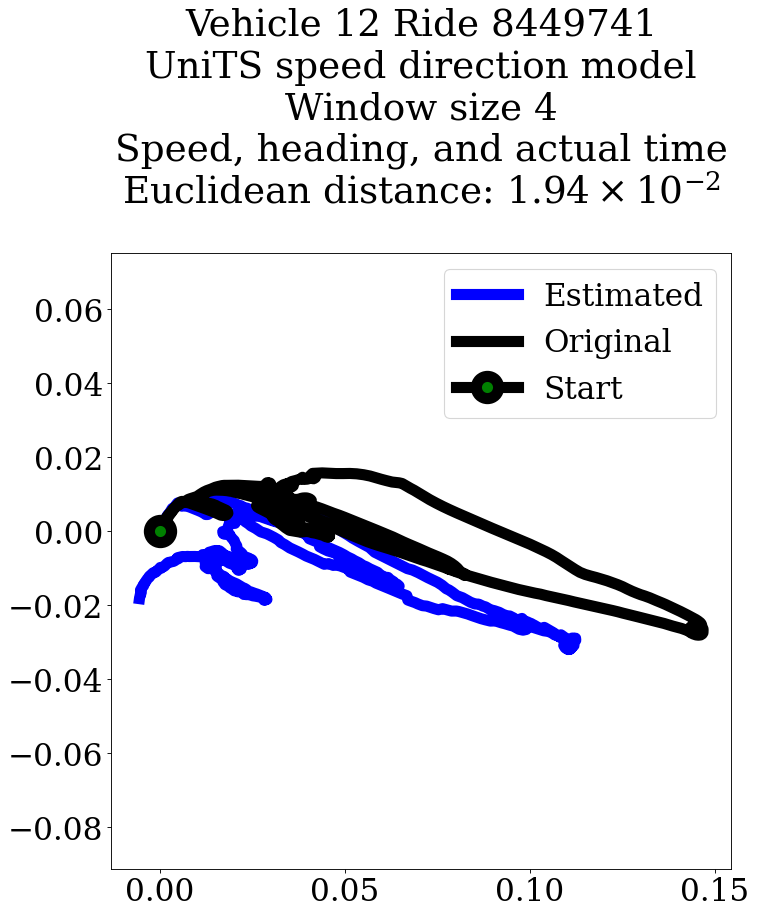 Vehicle 12 Ride 8449741
UniTS speed direction model
Window size 4
Speed, heading, and actual time
Euclidean distance: 1.94 × 10⁻²
Estimated
Original
Start
0.06
0.04
0.02
0.00
−0.02
−0.04
−0.06
−0.08
0.00 0.05 0.10 0.15